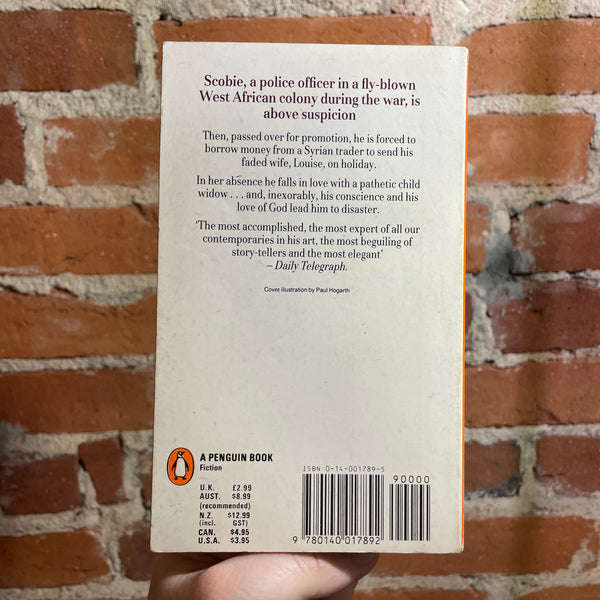 Scobie, a police officer in a fly-blown
West African colony during the war, is
above suspicion
Then, passed over for promotion, he is forced to
borrow money from a Syrian trader to send his
faded wife, Louise, on holiday.
In her absence he falls in love with a pathetic child
widow . . . and, inexorably, his conscience and his
love of God lead him to disaster.
‘The most accomplished, the most expert of all our
contemporaries in his art, the most beguiling of
story-tellers and the most elegant’
– Daily Telegraph.
Cover illustration by Paul Hogarth
A PENGUIN BOOK
Fiction
U.K. £2.99
AUST. $8.99
(recommended)
N.Z. $12.99
(incl. GST)
CAN. $4.95
U.S.A. $3.95
ISBN 0-14-001789-5
90000
9 780140 017892